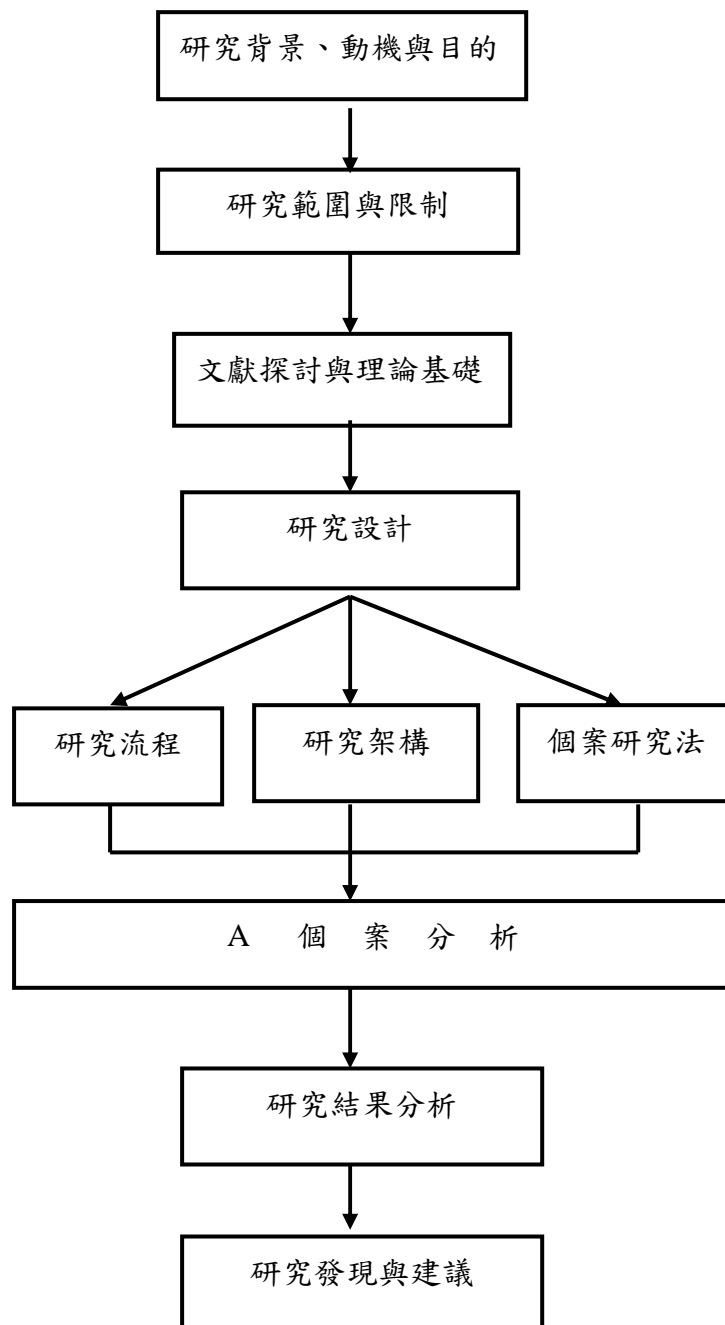 研究背景、動機與目的
研究範圍與限制
文獻探討與理論基礎
研究設計
研究流程
研究架構
個案研究法
A 個 案 分 析
研究結果分析
研究發現與建議